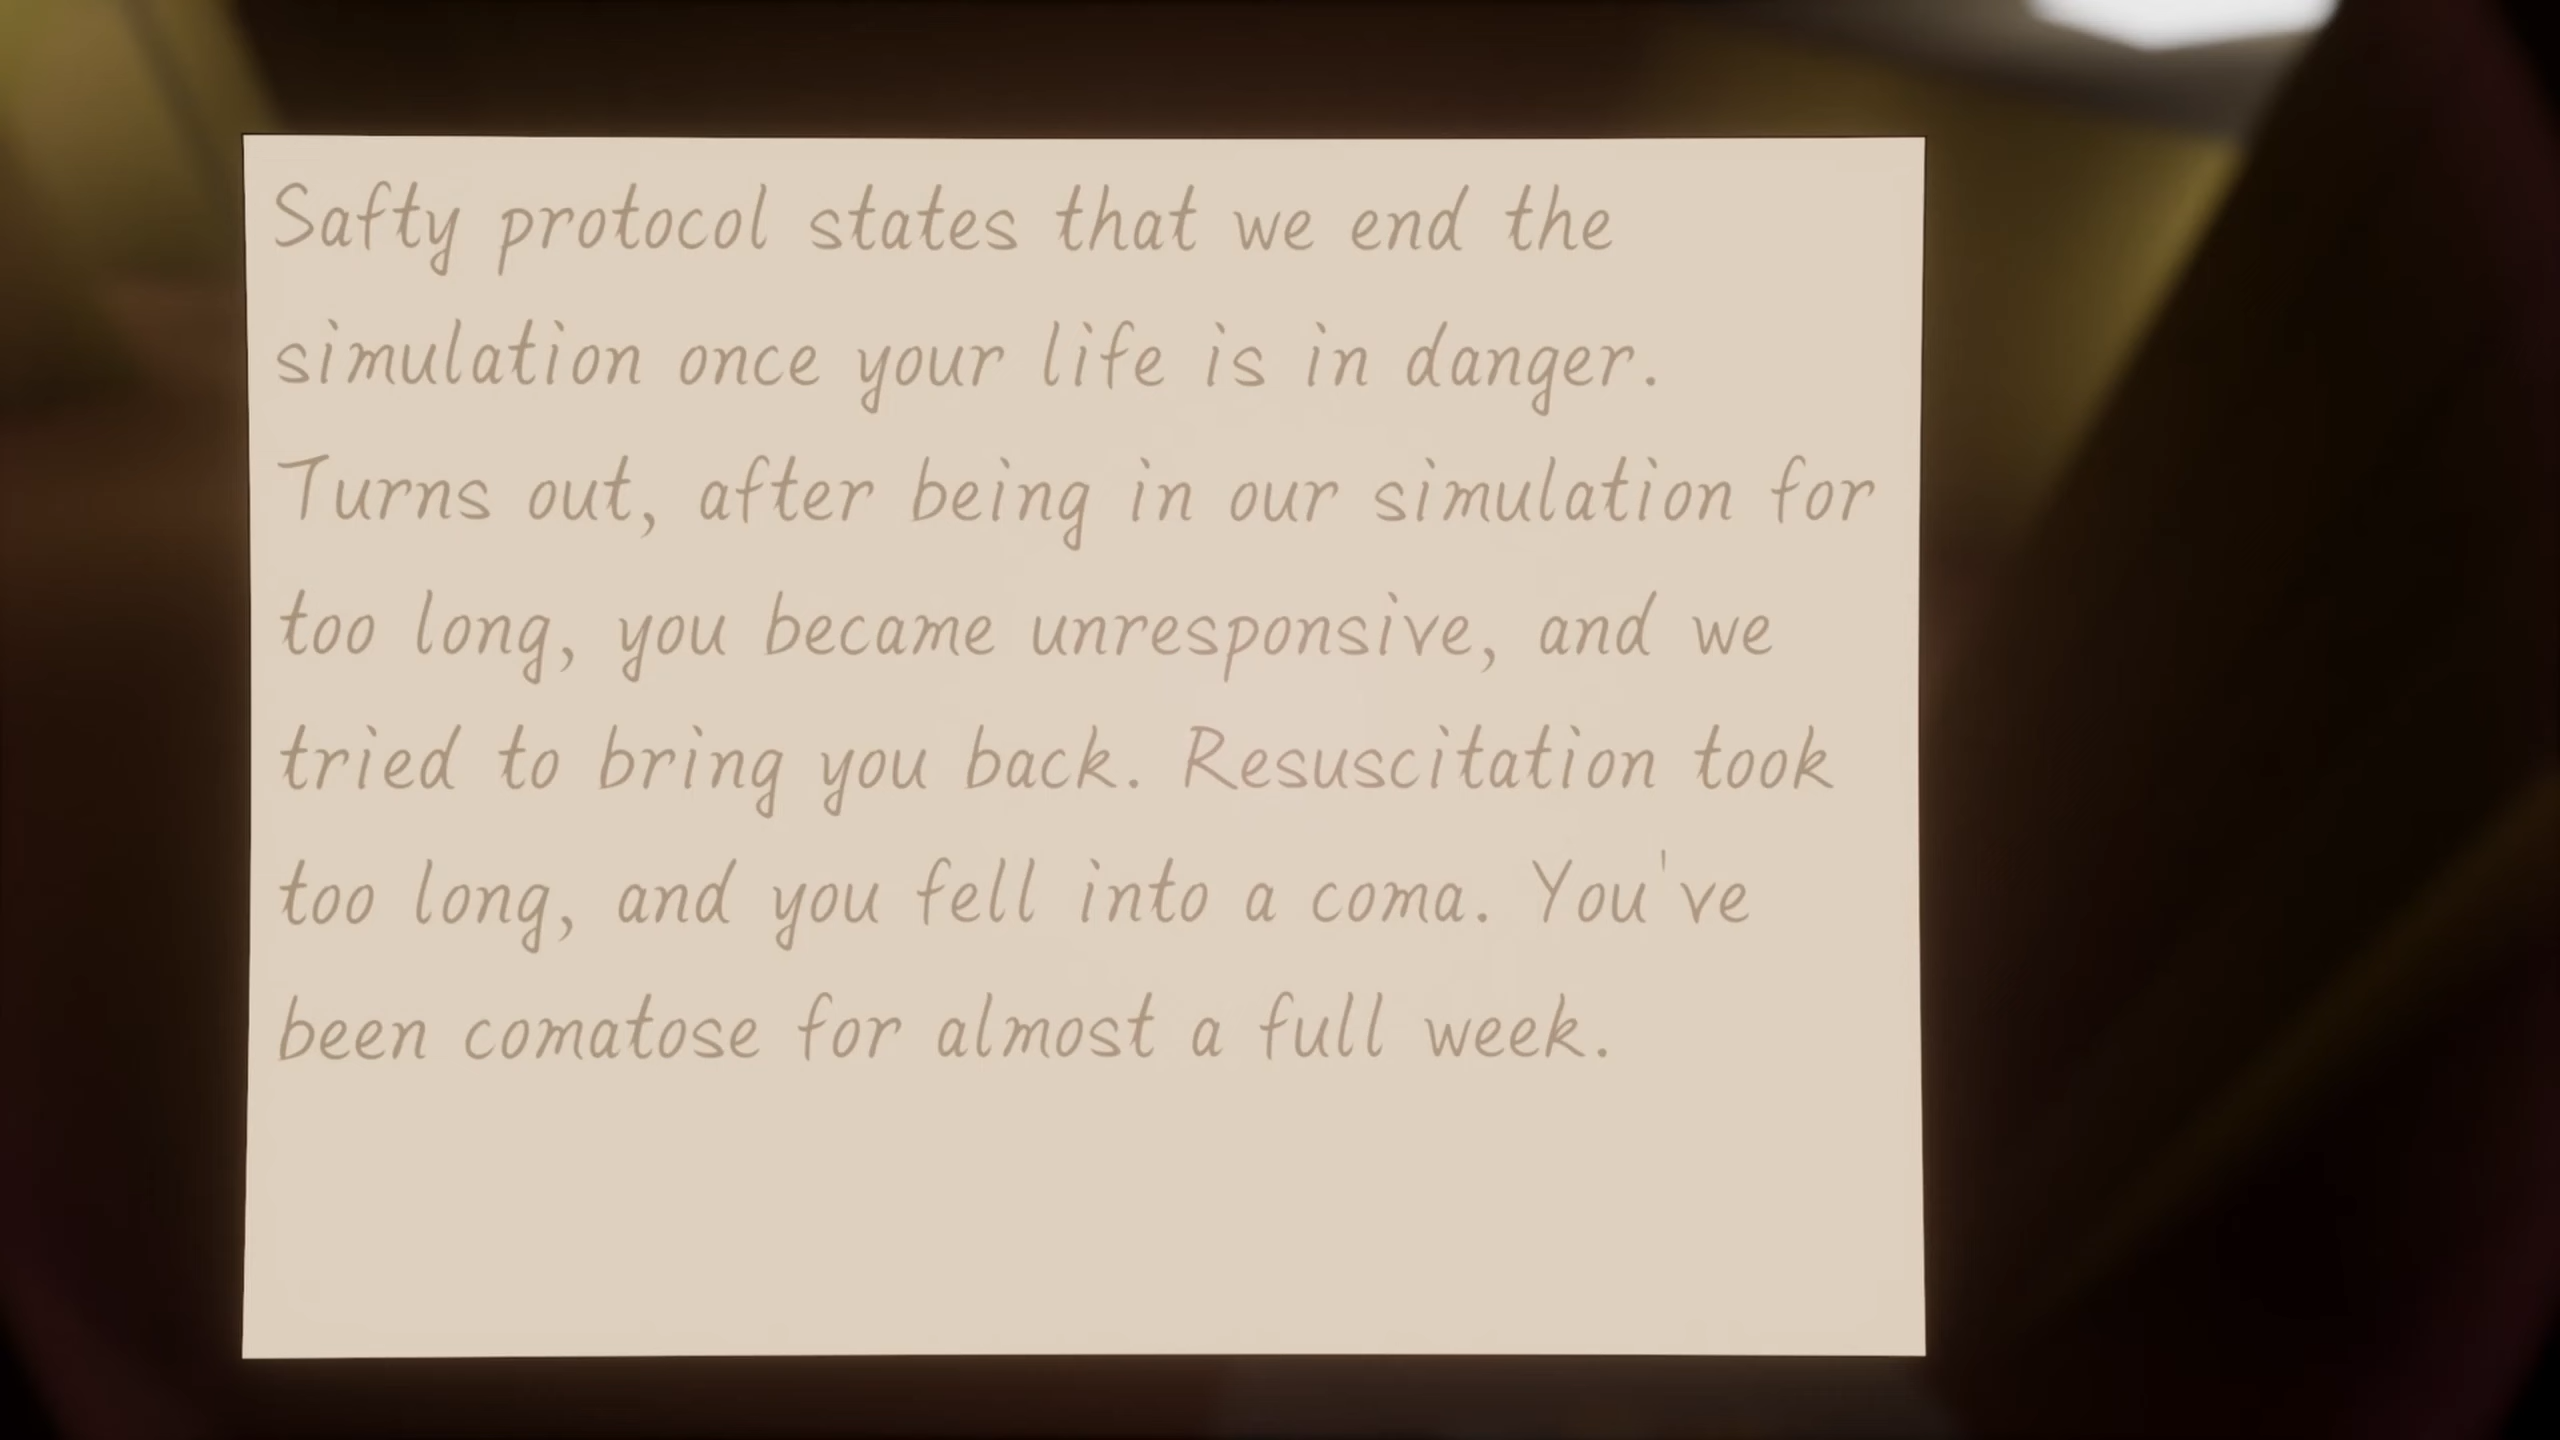 Safty protocol states that we end the
simulation once your life is in danger.
Turns out, after being in our simulation for
too long, you became unresponsive, and we
tried to bring you back. Resuscitation took
too long, and you fell into a coma. You've
been comatose for almost a full week.